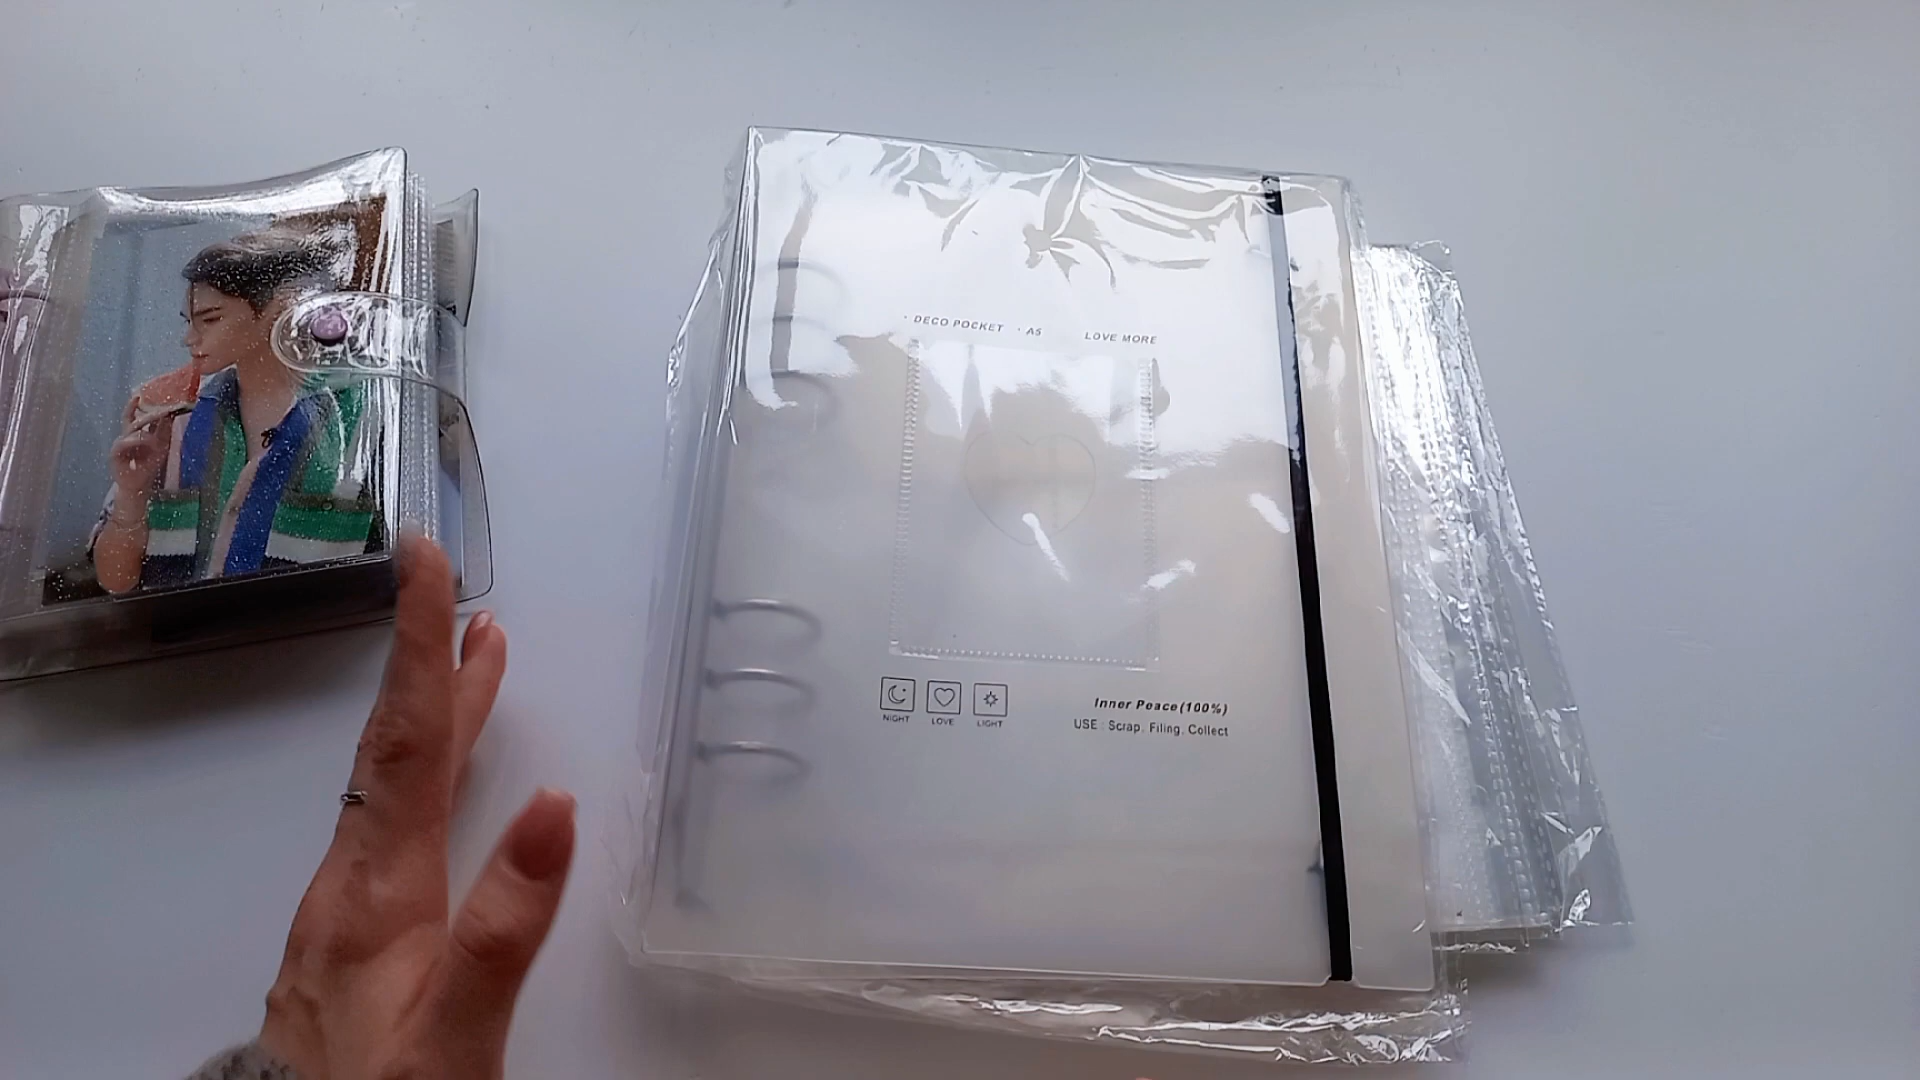 · DECO POCKET · A5 LOVE MORE
NIGHT LOVE LIGHT
Inner Peace(100%)
USE : Scrap, Filing, Collect